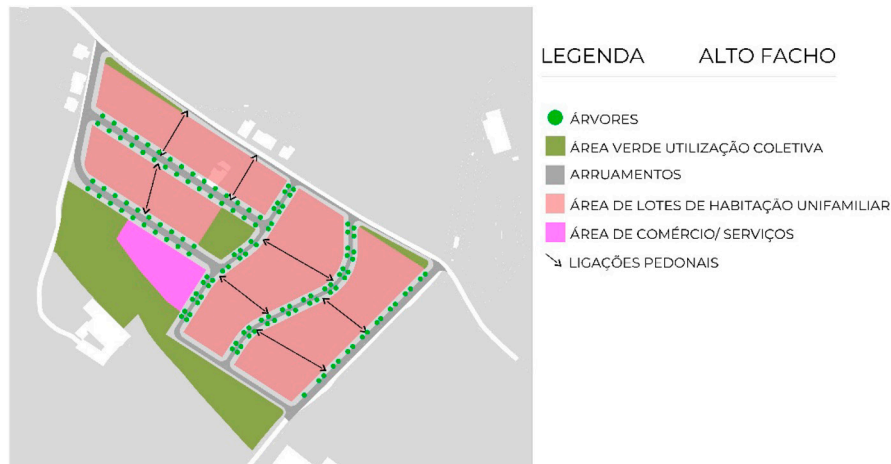 LEGENDA ALTO FACHO
ÁRVORES
ÁREA VERDE UTILIZAÇÃO COLETIVA
ARRUAMENTOS
ÁREA DE LOTES DE HABITAÇÃO UNIFAMILIAR
ÁREA DE COMÉRCIO/ SERVIÇOS
LIGAÇÕES PEDONAIS